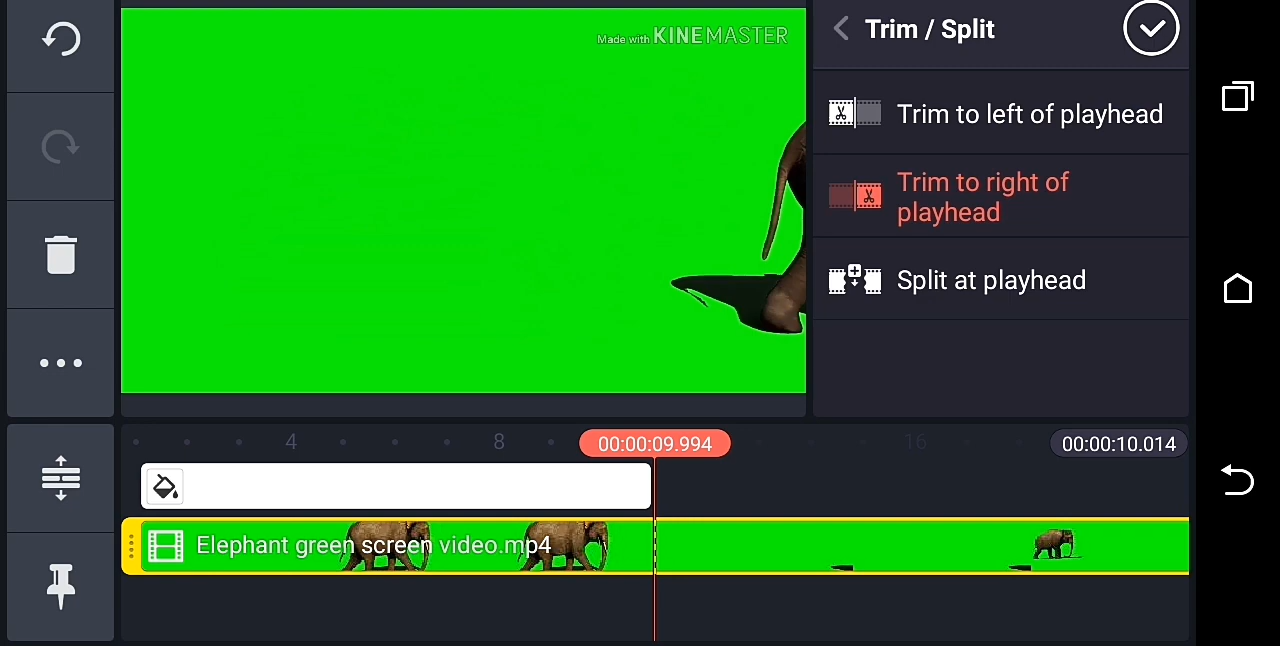 Made with KINEMASTER
Trim / Split
Trim to left of playhead
Trim to right of
playhead
Split at playhead
4
8
00:00:09.994
16
00:00:10.014
Elephant green screen video.mp4